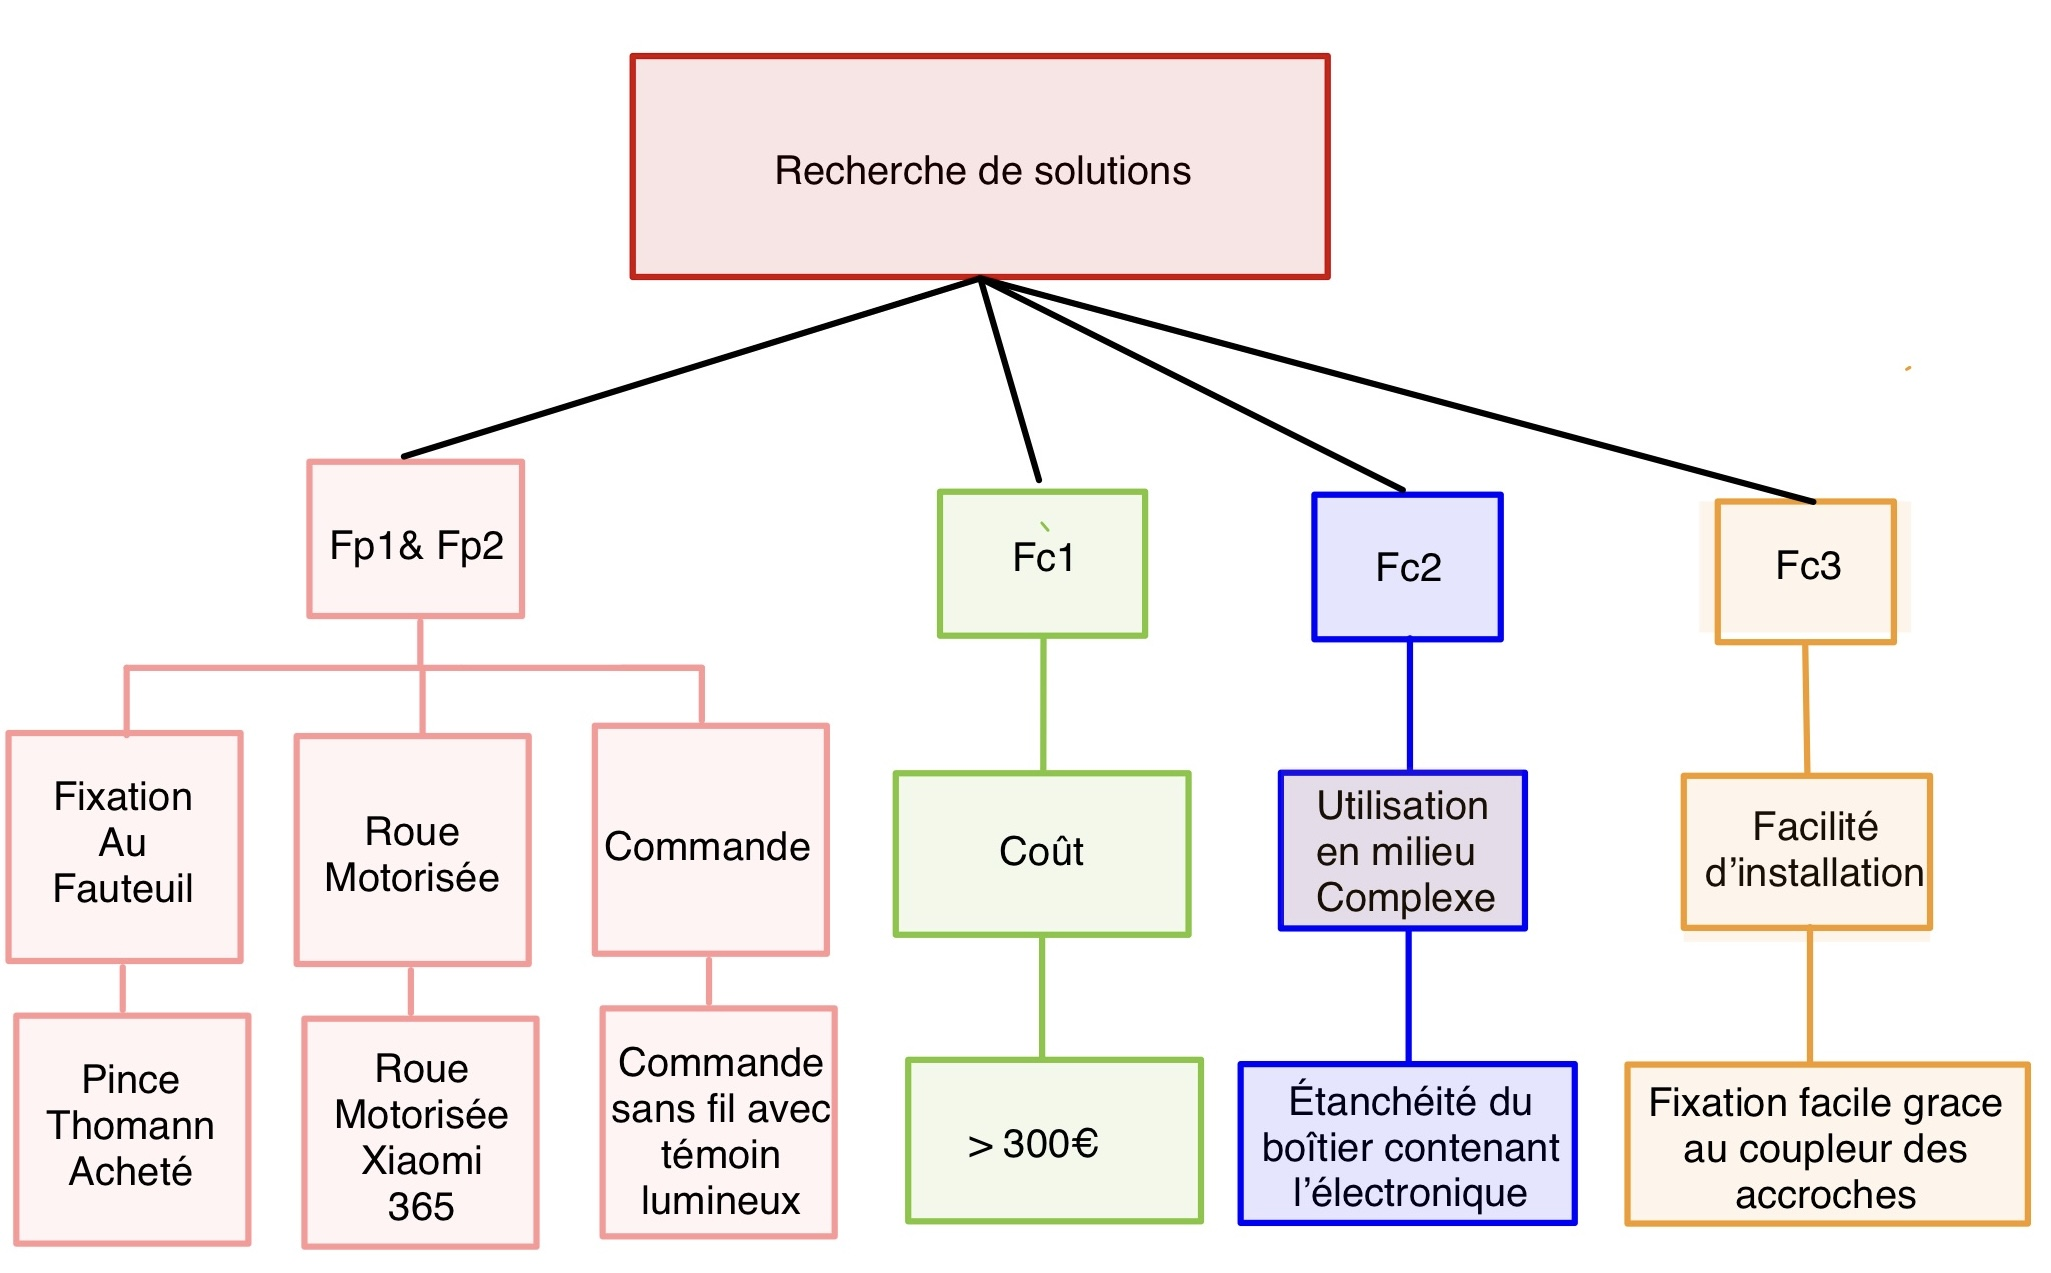 Recherche de solutions
Fp1& Fp2
Fc1
Fc2
Fc3
Fixation
Au
Fauteuil
Roue
Motorisée
Commande
Coût
Utilisation
en milieu
Complexe
Facilité
d’installation
Pince
Thomann
Acheté
Roue
Motorisée
Xiaomi
365
Commande
sans fil avec
témoin
lumineux
> 300€
Étanchéité du
boîtier contenant
l’électronique
Fixation facile grace
au coupleur des
accroches